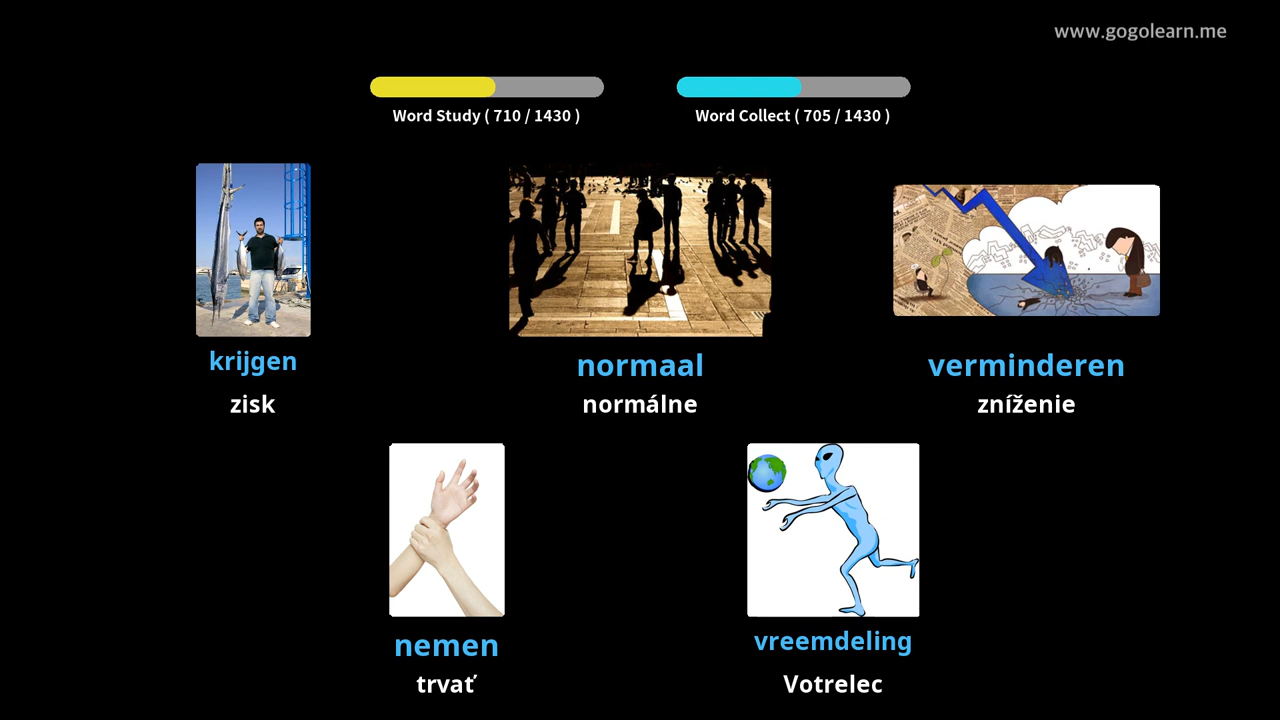 www.gogolearn.me
Word Study ( 710 / 1430 )
Word Collect ( 705 / 1430 )
krijgen
zisk
normaal
normálne
verminderen
zníženie
nemen
trvať
vreemdeling
Votrelec